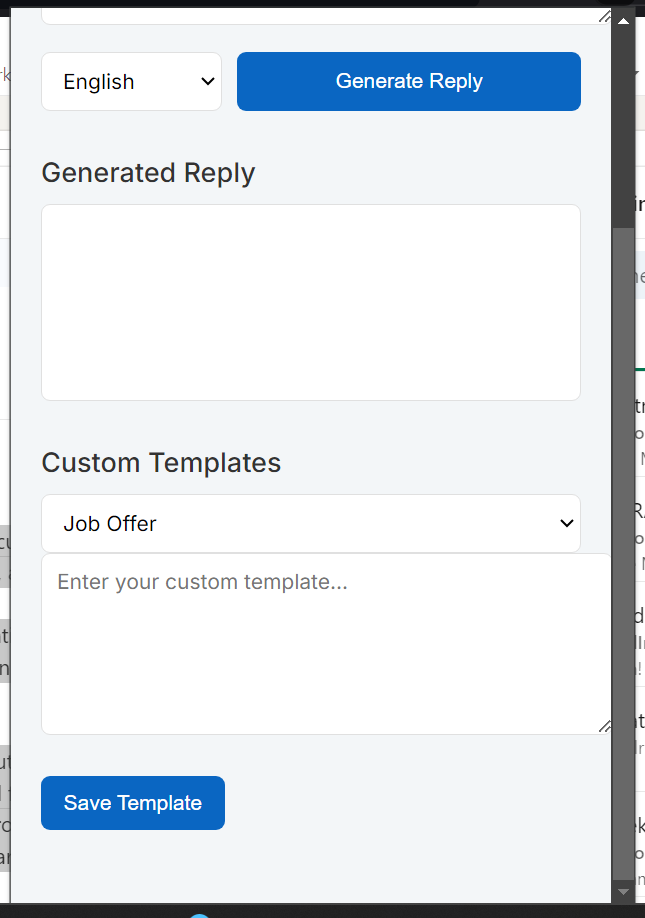 English
Generate Reply
Generated Reply
Custom Templates
Job Offer
Enter your custom template...
Save Template